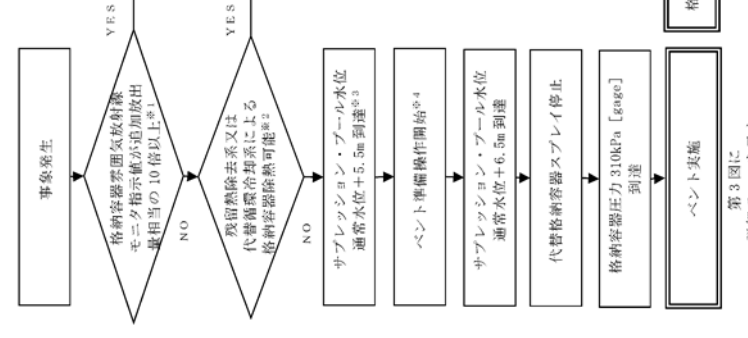 事象発生
YES
格納容器雰囲気放射線
モニタ指示値が追加放出
量相当の10倍以上※1
NO
YES
残留熱除去系又は
代替循環冷却系による
格納容器除熱可能※2
NO
サプレッション・プール水位
通常水位+5.5m到達※3
ベント準備操作開始※4
サプレッション・プール水位
通常水位+6.5m到達
代替格納容器スプレイ停止
格納容器圧力310kPa [gage]
到達
ベント実施
格
第3図に